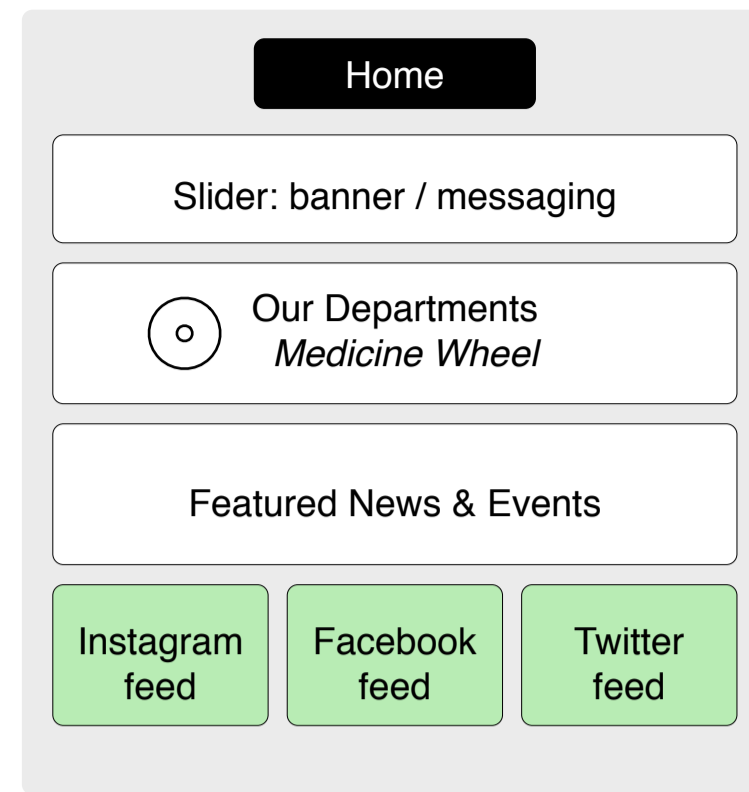 Home
Slider: banner / messaging
Our Departments
Medicine Wheel
Featured News & Events
Instagram
feed
Facebook
feed
Twitter
feed